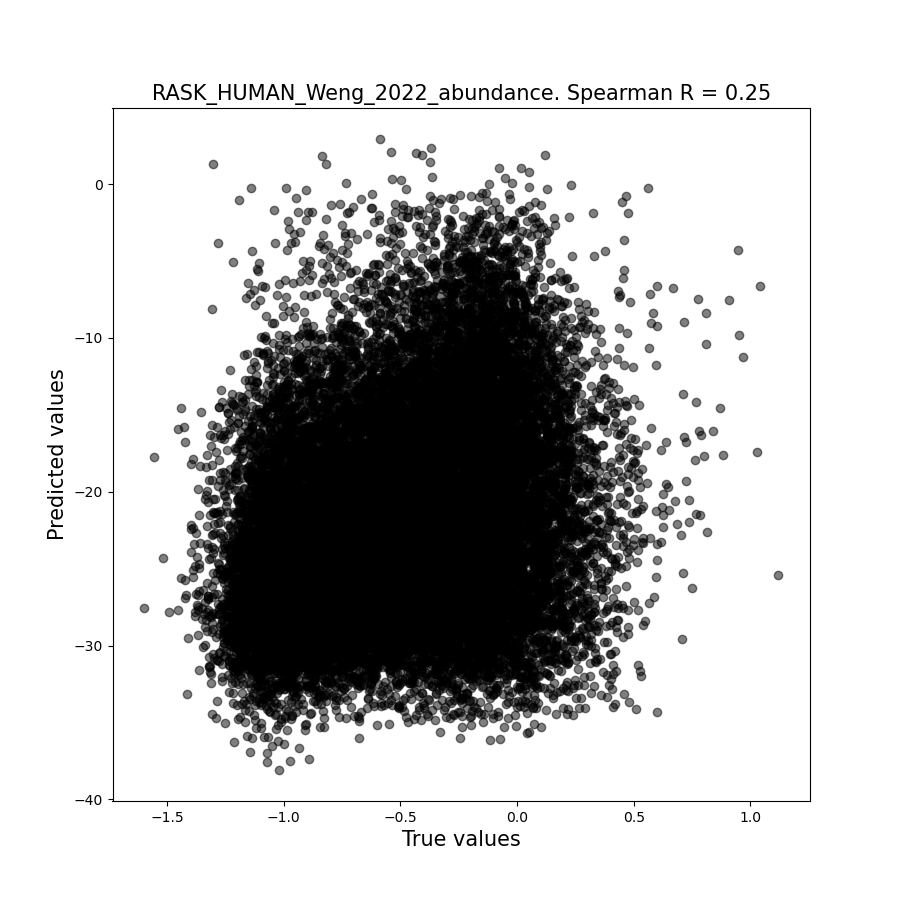 RASK_HUMAN_Weng_2022_abundance. Spearman R = 0.25
0
−10
−20
−30
−40
Predicted values
−1.5 −1.0 −0.5 0.0 0.5 1.0
True values